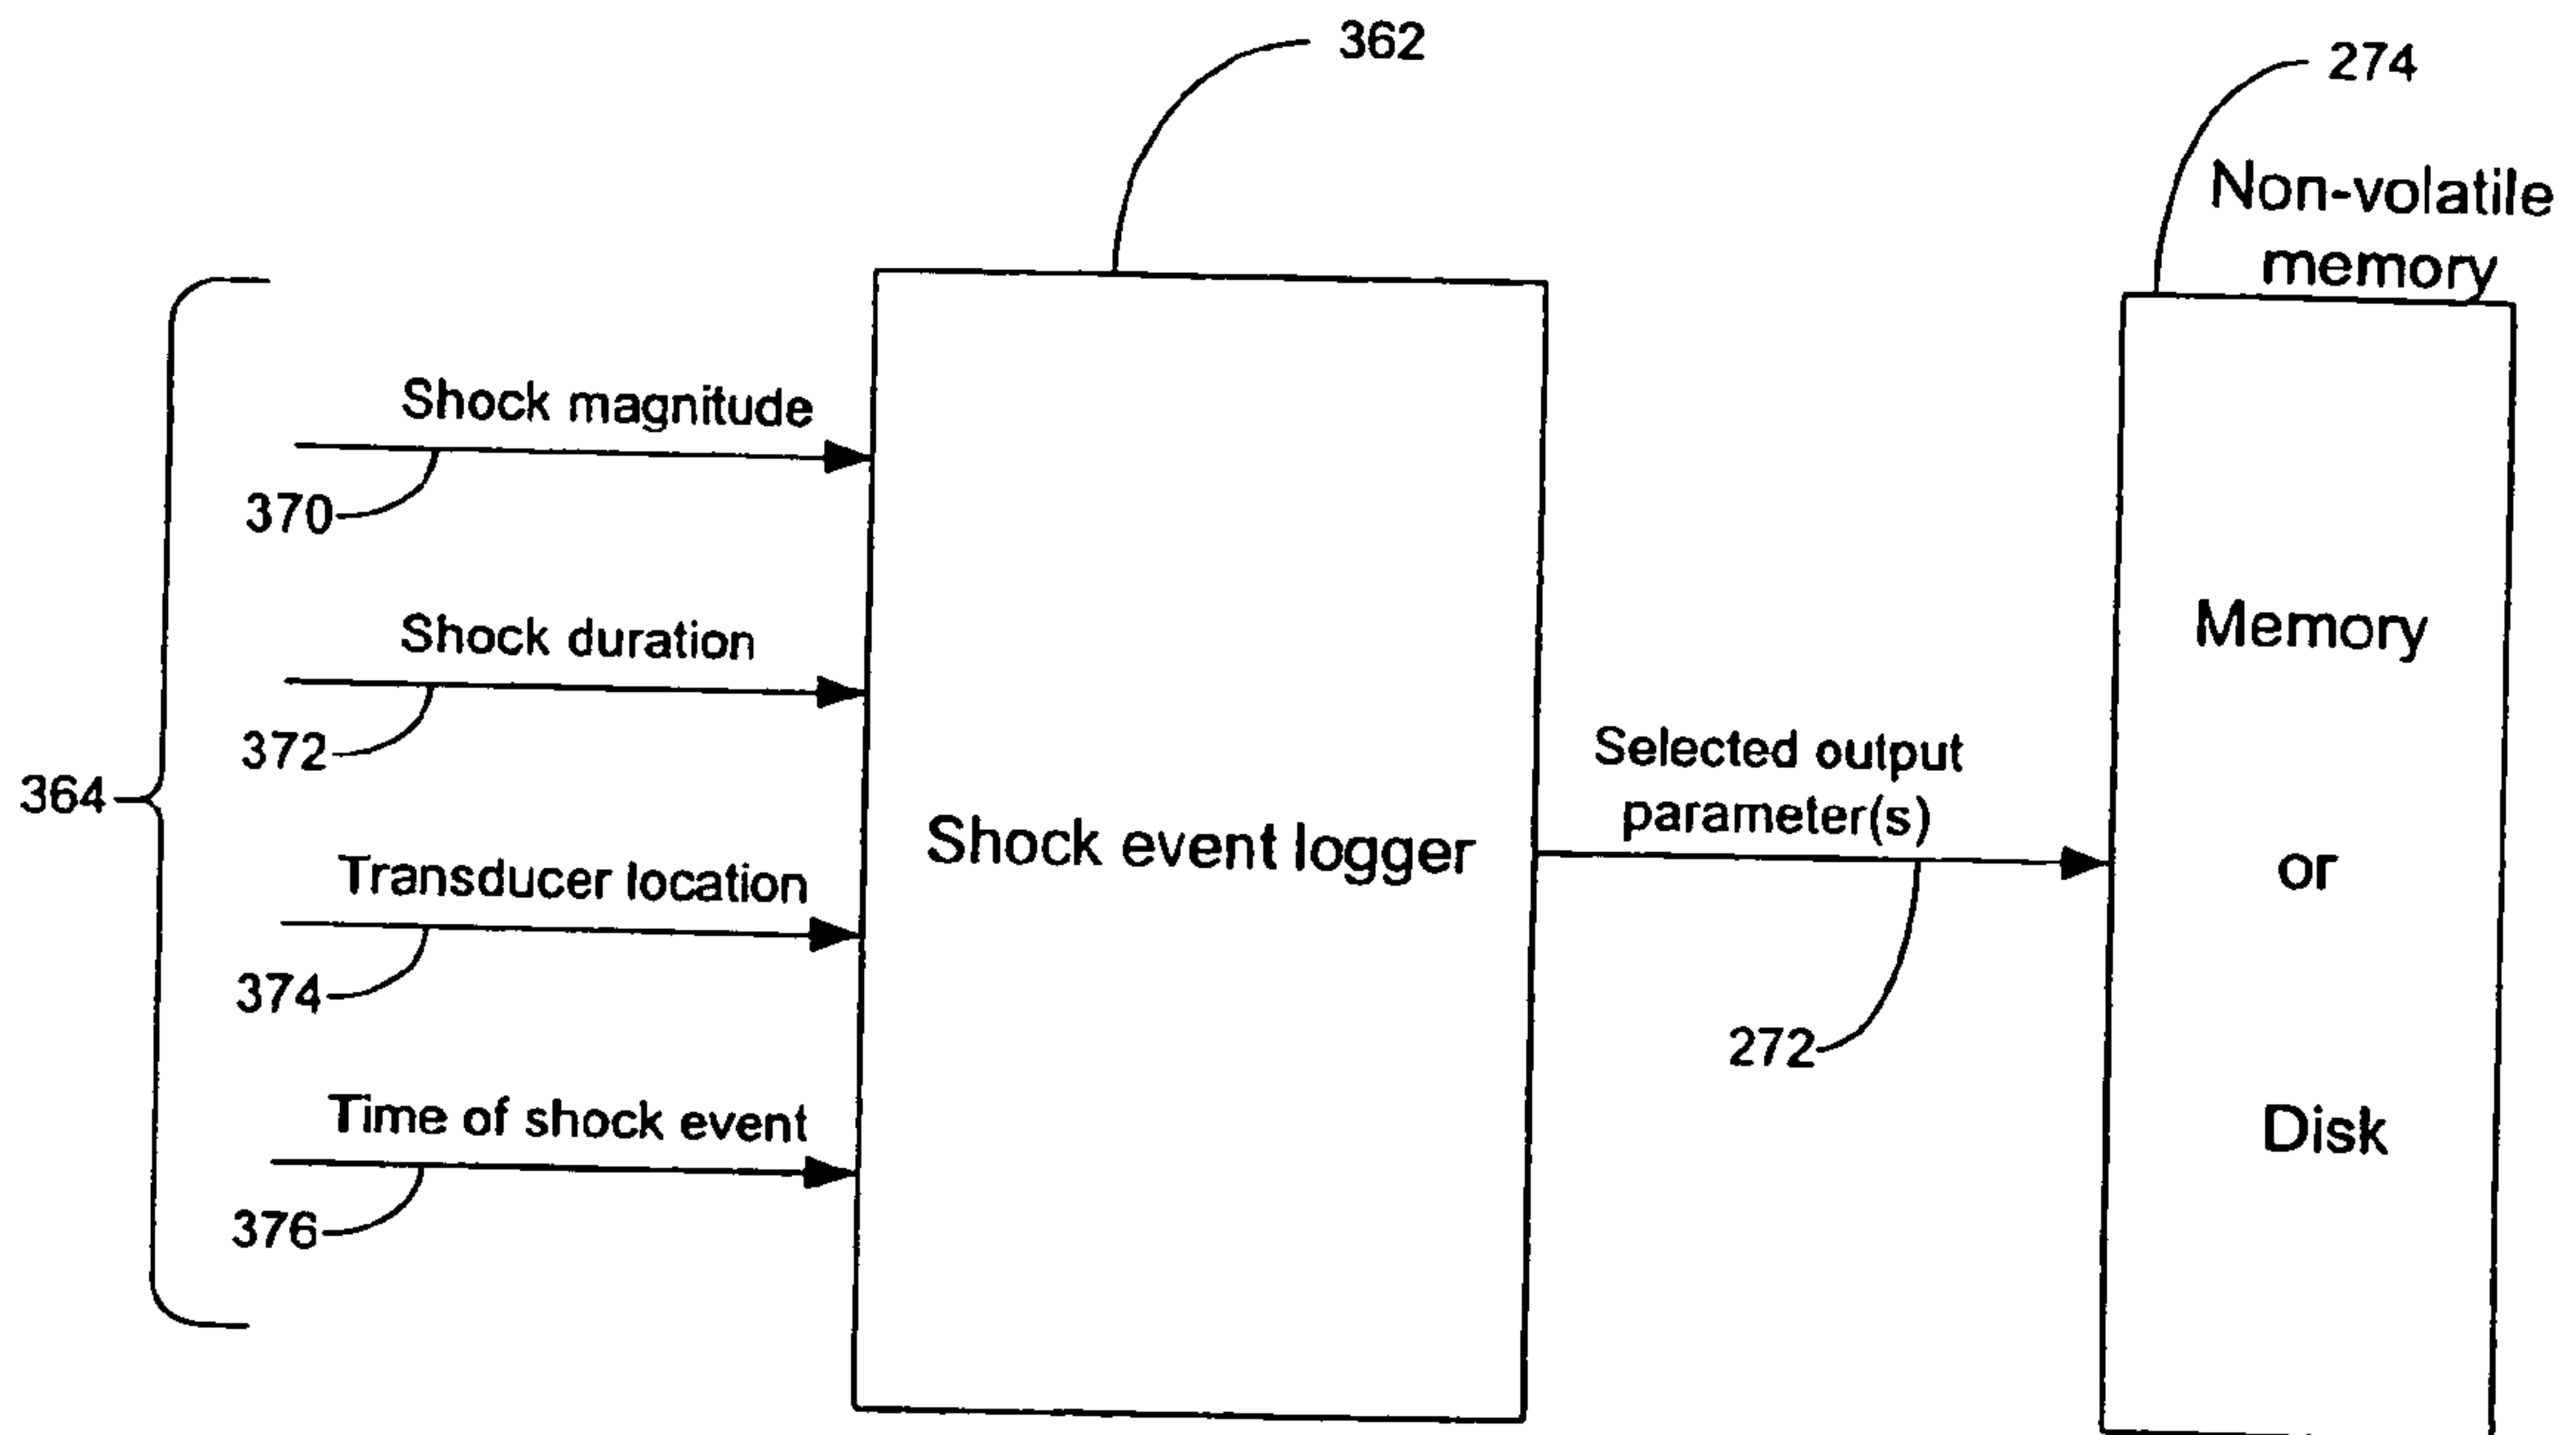 362
274
Non-volatile
memory
Shock magnitude
370
Shock duration
372
364
Transducer location
374
Time of shock event
376
Shock event logger
Selected output
parameter(s)
272
Memory
or
Disk